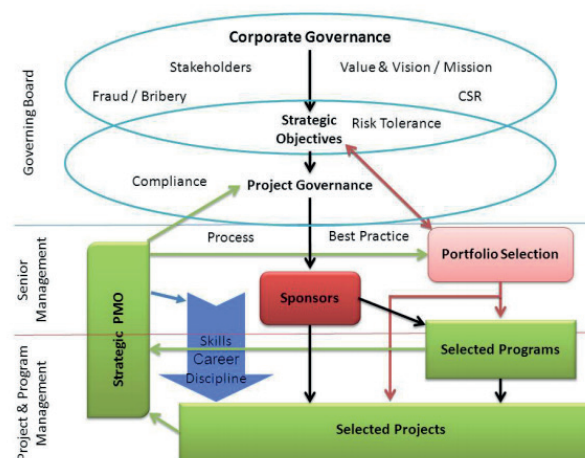 Corporate Governance
Stakeholders
Value & Vision / Mission
Fraud / Bribery
CSR
Strategic
Objectives
Risk Tolerance
Compliance
Project Governance
Governing Board
Process
Best Practice
Portfolio Selection
Senior
Management
Sponsors
Strategic PMO
Skills
Career
Discipline
Selected Programs
Project & Program
Management
Selected Projects